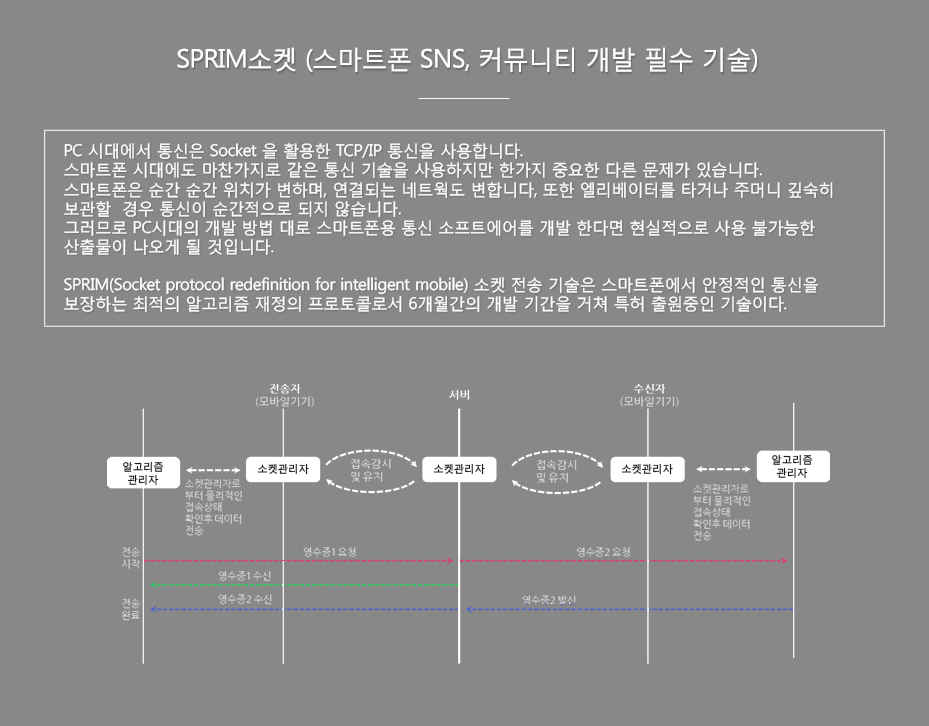 SPRIM소켓 (스마트폰 SNS, 커뮤니티 개발 필수 기술)
PC 시대에서 통신은 Socket 을 활용한 TCP/IP 통신을 사용합니다.
스마트폰 시대에도 마찬가지로 같은 통신 기술을 사용하지만 한가지 중요한 다른 문제가 있습니다.
스마트폰은 순간 순간 위치가 변하며, 연결되는 네트웍도 변합니다, 또한 엘리베이터를 타거나 주머니 깊숙히
보관할 경우 통신이 순간적으로 되지 않습니다.
그러므로 PC시대의 개발 방법 대로 스마트폰용 통신 소프트에어를 개발 한다면 현실적으로 사용 불가능한
산출물이 나오게 될 것입니다.
SPRIM(Socket protocol redefinition for intelligent mobile) 소켓 전송 기술은 스마트폰에서 안정적인 통신을
보장하는 최적의 알고리즘 재정의 프로토콜로서 6개월간의 개발 기간을 거쳐 특허 출원중인 기술이다.
전송자
(모바일기기)
서버
수신자
(모바일기기)
알고리즘
관리자
소켓관리자
접속감시
및 유지
소켓관리자
접속감시
및 유지
소켓관리자
알고리즘
관리자
소켓관리자로
부터 물리적인
접속상태
확인후 데이터
전송
소켓관리자로
부터 물리적인
접속상태
확인후 데이터
전송
전송
시작
영수증1 요청
영수증2 요청
영수증1 수신
전송
완료
영수증2 수신
영수증2 발신